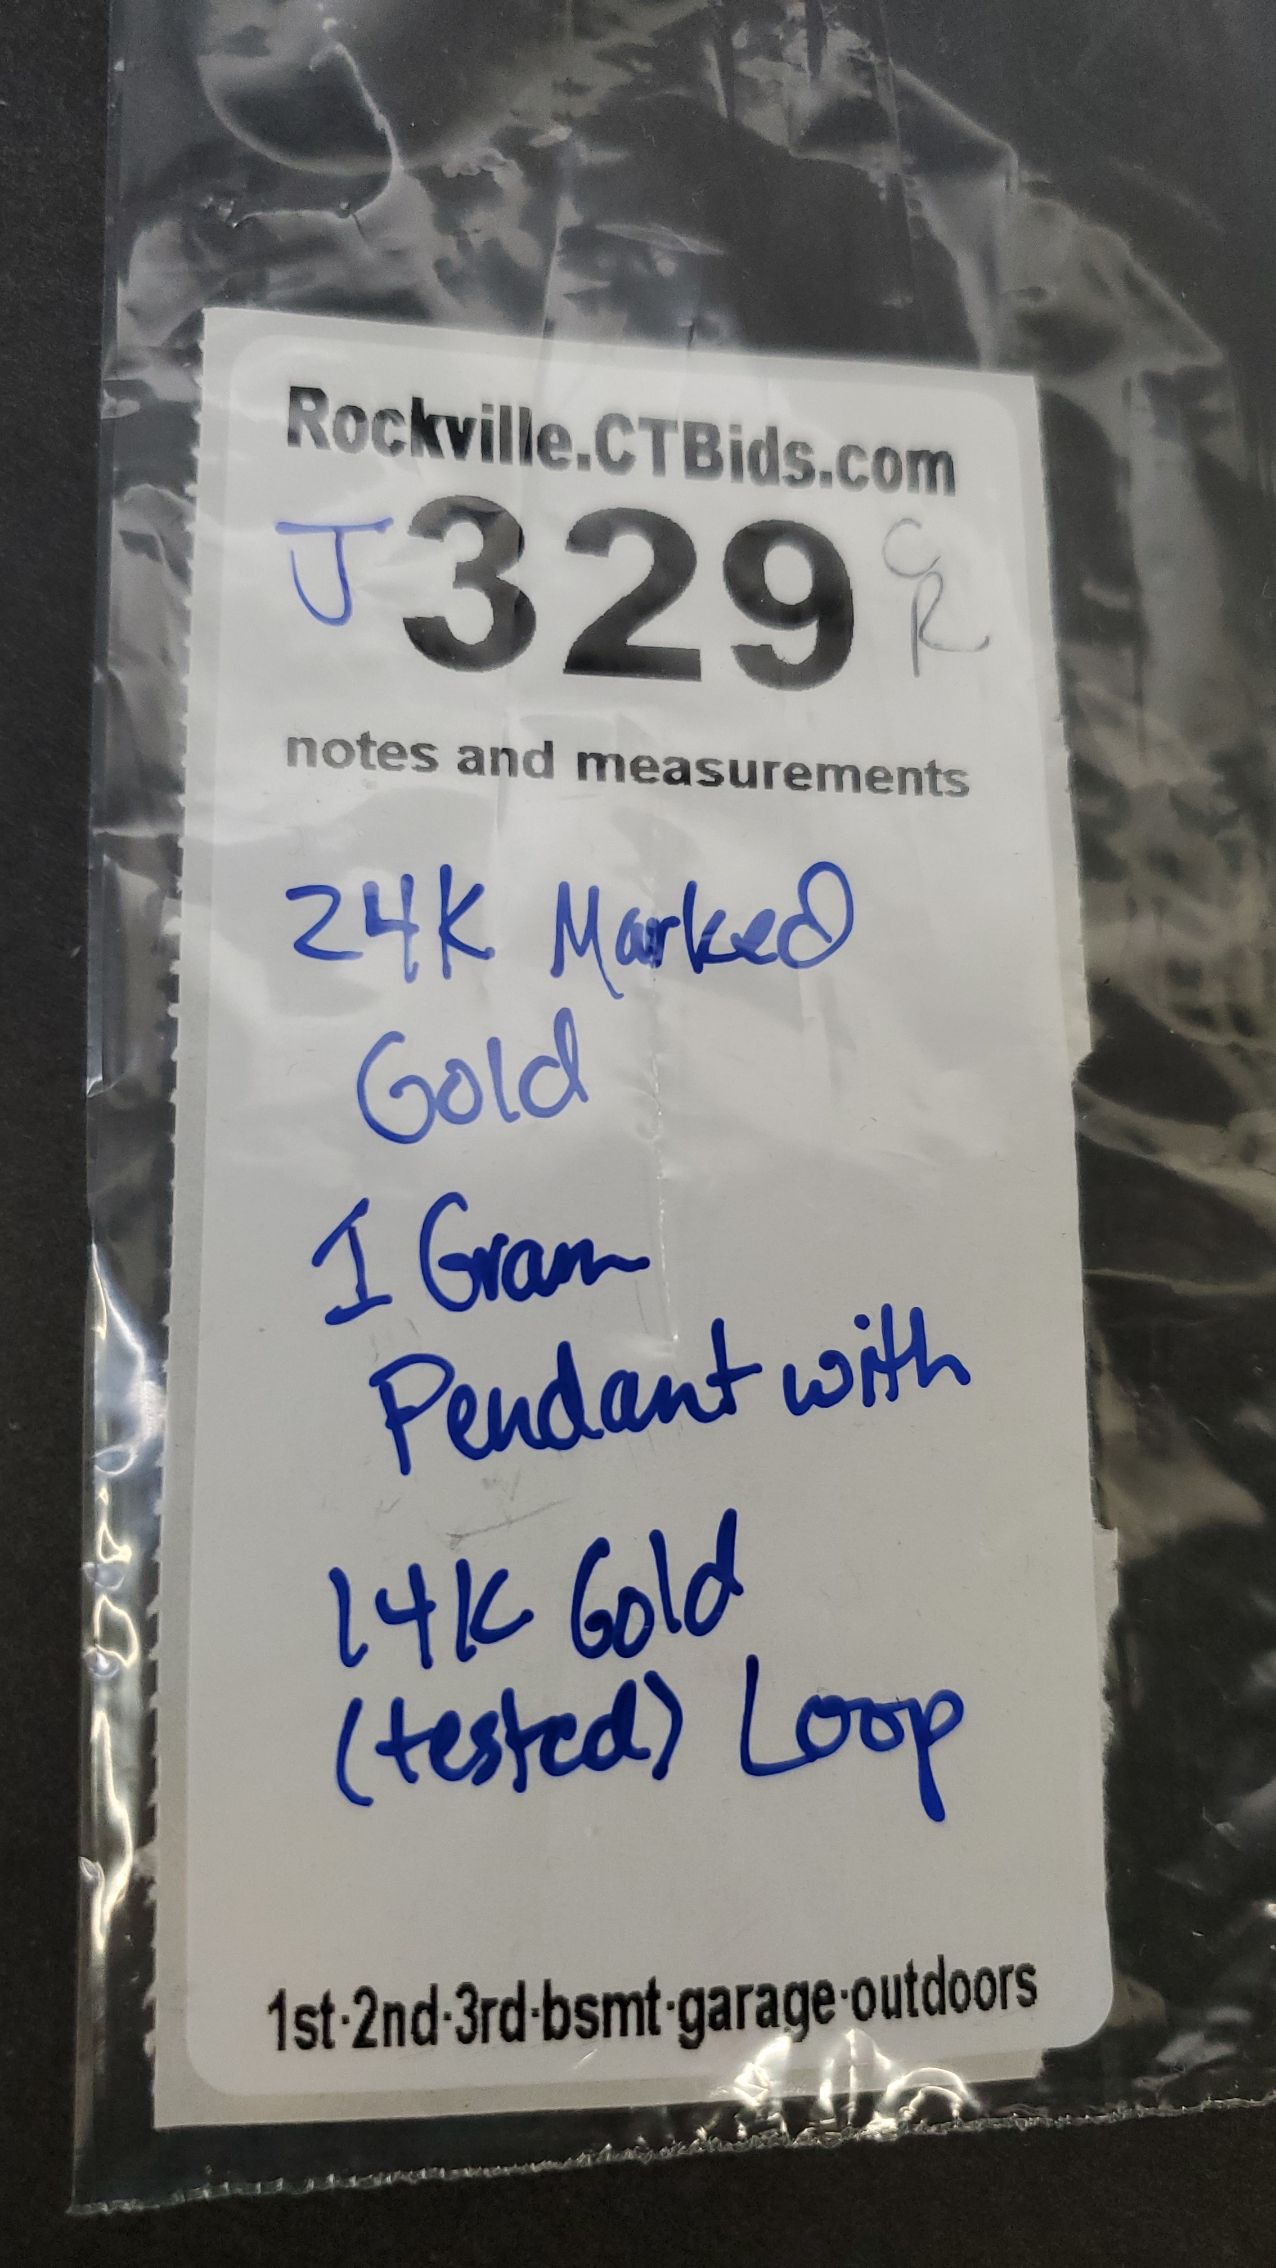 Rockville.CTBids.com
J 329 CR
notes and measurements
24K Marked
Gold
1 Gram
Pendant with
14K Gold
(tested) Loop
1st·2nd·3rd·bsmt·garage·outdoors